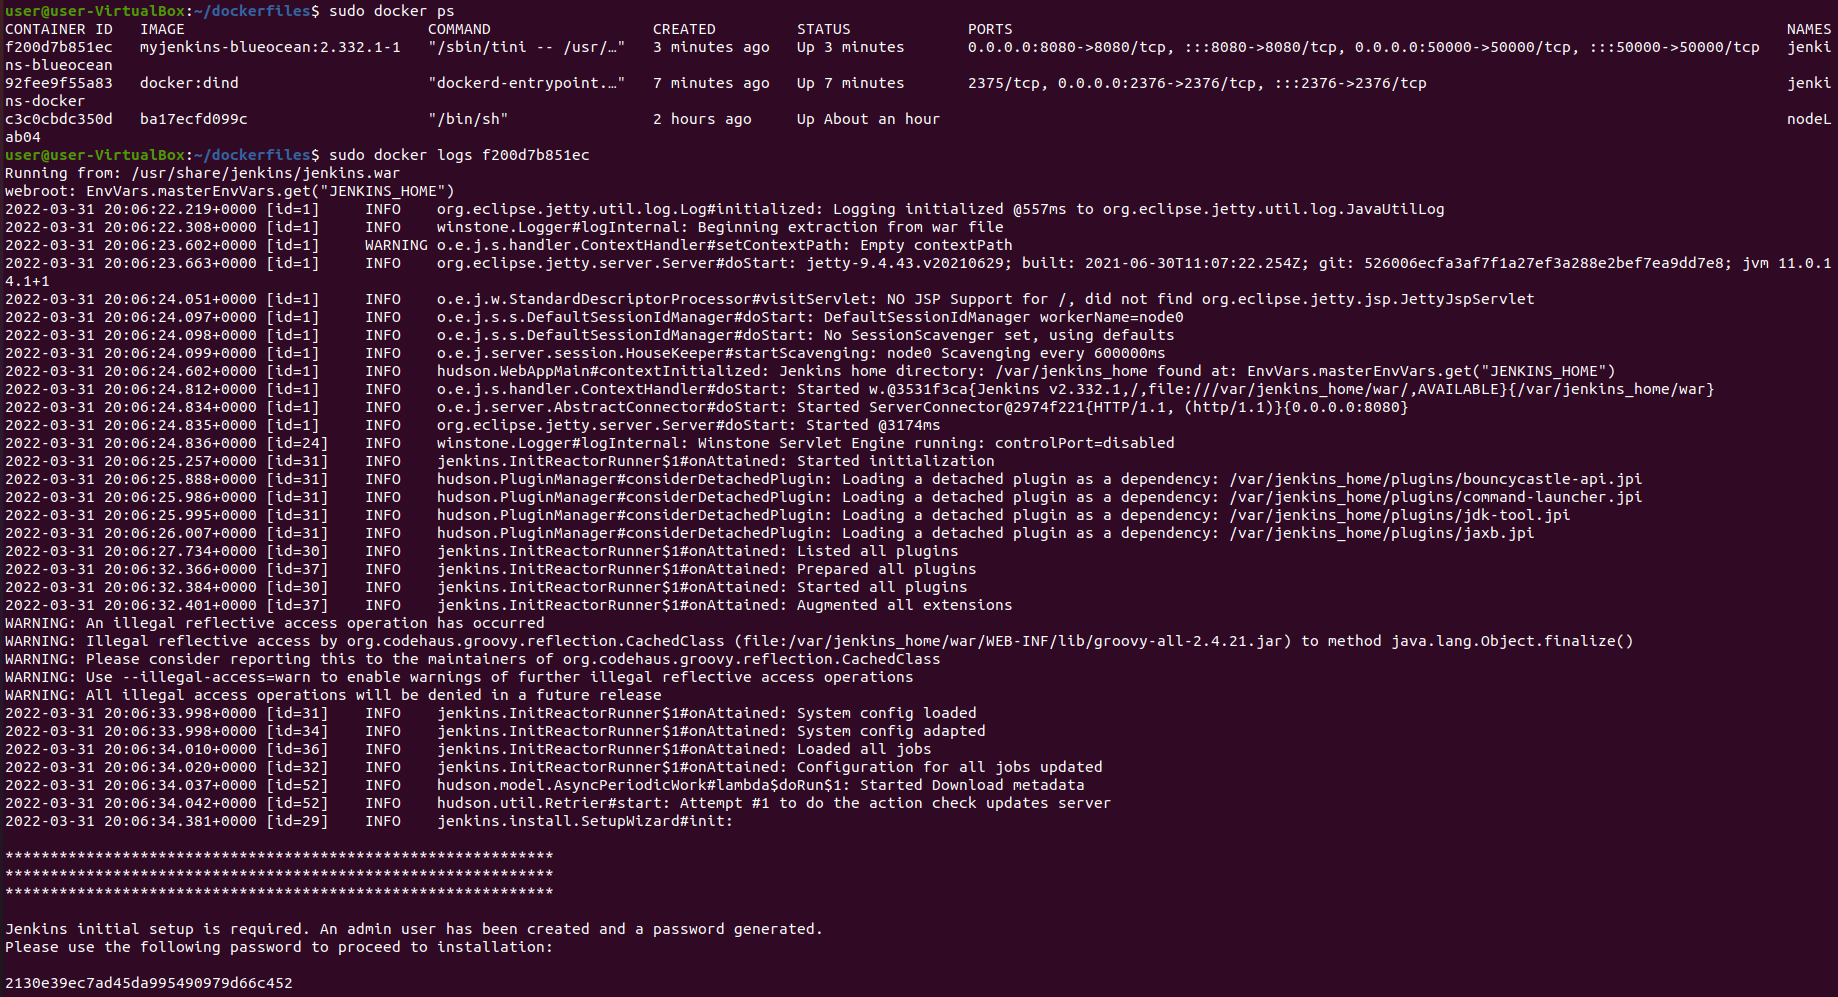 user@user-VirtualBox:~/dockerfiles$ sudo docker ps
CONTAINER ID   IMAGE                           COMMAND                  CREATED         STATUS             PORTS                                                                                      NAMES
f200d7b851ec   myjenkins-blueocean:2.332.1-1   "/sbin/tini -- /usr/…"   3 minutes ago   Up 3 minutes       0.0.0.0:8080->8080/tcp, :::8080->8080/tcp, 0.0.0.0:50000->50000/tcp, :::50000->50000/tcp   jenki
ns-blueocean
92fee9f55a83   docker:dind                     "dockerd-entrypoint.…"   7 minutes ago   Up 7 minutes       2375/tcp, 0.0.0.0:2376->2376/tcp, :::2376->2376/tcp                                        jenki
ns-docker
c3c0cbdc350d   ba17ecfd099c                    "/bin/sh"                2 hours ago     Up About an hour                                                                                              nodeL
ab04
user@user-VirtualBox:~/dockerfiles$ sudo docker logs f200d7b851ec
Running from: /usr/share/jenkins/jenkins.war
webroot: EnvVars.masterEnvVars.get("JENKINS_HOME")
2022-03-31 20:06:22.219+0000 [id=1]     INFO    org.eclipse.jetty.util.log.Log#initialized: Logging initialized @557ms to org.eclipse.jetty.util.log.JavaUtilLog
2022-03-31 20:06:22.308+0000 [id=1]     INFO    winstone.Logger#logInternal: Beginning extraction from war file
2022-03-31 20:06:23.602+0000 [id=1]     WARNING o.e.j.s.handler.ContextHandler#setContextPath: Empty contextPath
2022-03-31 20:06:23.663+0000 [id=1]     INFO    org.eclipse.jetty.server.Server#doStart: jetty-9.4.43.v20210629; built: 2021-06-30T11:07:22.254Z; git: 526006ecfa3af7f1a27ef3a288e2bef7ea9dd7e8; jvm 11.0.1
4.1+1
2022-03-31 20:06:24.051+0000 [id=1]     INFO    o.e.j.w.StandardDescriptorProcessor#visitServlet: NO JSP Support for /, did not find org.eclipse.jetty.jsp.JettyJspServlet
2022-03-31 20:06:24.097+0000 [id=1]     INFO    o.e.j.s.s.DefaultSessionIdManager#doStart: DefaultSessionIdManager workerName=node0
2022-03-31 20:06:24.098+0000 [id=1]     INFO    o.e.j.s.s.DefaultSessionIdManager#doStart: No SessionScavenger set, using defaults
2022-03-31 20:06:24.099+0000 [id=1]     INFO    o.e.j.server.session.HouseKeeper#startScavenging: node0 Scavenging every 600000ms
2022-03-31 20:06:24.602+0000 [id=1]     INFO    hudson.WebAppMain#contextInitialized: Jenkins home directory: /var/jenkins_home found at: EnvVars.masterEnvVars.get("JENKINS_HOME")
2022-03-31 20:06:24.812+0000 [id=1]     INFO    o.e.j.s.handler.ContextHandler#doStart: Started w.@3531f3ca{Jenkins v2.332.1,/,file:///var/jenkins_home/war/,AVAILABLE}{/var/jenkins_home/war}
2022-03-31 20:06:24.834+0000 [id=1]     INFO    o.e.j.server.AbstractConnector#doStart: Started ServerConnector@2974f221{HTTP/1.1, (http/1.1)}{0.0.0.0:8080}
2022-03-31 20:06:24.835+0000 [id=1]     INFO    org.eclipse.jetty.server.Server#doStart: Started @3174ms
2022-03-31 20:06:24.836+0000 [id=24]    INFO    winstone.Logger#logInternal: Winstone Servlet Engine running: controlPort=disabled
2022-03-31 20:06:25.257+0000 [id=31]    INFO    jenkins.InitReactorRunner$1#onAttained: Started initialization
2022-03-31 20:06:25.888+0000 [id=31]    INFO    hudson.PluginManager#considerDetachedPlugin: Loading a detached plugin as a dependency: /var/jenkins_home/plugins/bouncycastle-api.jpi
2022-03-31 20:06:25.986+0000 [id=31]    INFO    hudson.PluginManager#considerDetachedPlugin: Loading a detached plugin as a dependency: /var/jenkins_home/plugins/command-launcher.jpi
2022-03-31 20:06:25.995+0000 [id=31]    INFO    hudson.PluginManager#considerDetachedPlugin: Loading a detached plugin as a dependency: /var/jenkins_home/plugins/jdk-tool.jpi
2022-03-31 20:06:26.007+0000 [id=31]    INFO    hudson.PluginManager#considerDetachedPlugin: Loading a detached plugin as a dependency: /var/jenkins_home/plugins/jaxb.jpi
2022-03-31 20:06:27.734+0000 [id=30]    INFO    jenkins.InitReactorRunner$1#onAttained: Listed all plugins
2022-03-31 20:06:32.366+0000 [id=37]    INFO    jenkins.InitReactorRunner$1#onAttained: Prepared all plugins
2022-03-31 20:06:32.384+0000 [id=30]    INFO    jenkins.InitReactorRunner$1#onAttained: Started all plugins
2022-03-31 20:06:32.401+0000 [id=37]    INFO    jenkins.InitReactorRunner$1#onAttained: Augmented all extensions
WARNING: An illegal reflective access operation has occurred
WARNING: Illegal reflective access by org.codehaus.groovy.reflection.CachedClass (file:/var/jenkins_home/war/WEB-INF/lib/groovy-all-2.4.21.jar) to method java.lang.Object.finalize()
WARNING: Please consider reporting this to the maintainers of org.codehaus.groovy.reflection.CachedClass
WARNING: Use --illegal-access=warn to enable warnings of further illegal reflective access operations
WARNING: All illegal access operations will be denied in a future release
2022-03-31 20:06:33.998+0000 [id=31]    INFO    jenkins.InitReactorRunner$1#onAttained: System config loaded
2022-03-31 20:06:33.998+0000 [id=34]    INFO    jenkins.InitReactorRunner$1#onAttained: System config adapted
2022-03-31 20:06:34.010+0000 [id=36]    INFO    jenkins.InitReactorRunner$1#onAttained: Loaded all jobs
2022-03-31 20:06:34.020+0000 [id=32]    INFO    jenkins.InitReactorRunner$1#onAttained: Configuration for all jobs updated
2022-03-31 20:06:34.037+0000 [id=52]    INFO    hudson.model.AsyncPeriodicWork#lambda$doRun$1: Started Download metadata
2022-03-31 20:06:34.042+0000 [id=52]    INFO    hudson.util.Retrier#start: Attempt #1 to do the action check updates server
2022-03-31 20:06:34.381+0000 [id=29]    INFO    jenkins.install.SetupWizard#init:
*************************************************************
*************************************************************
*************************************************************
Jenkins initial setup is required. An admin user has been created and a password generated.
Please use the following password to proceed to installation:
2130e39ec7ad45da995490979d66c452